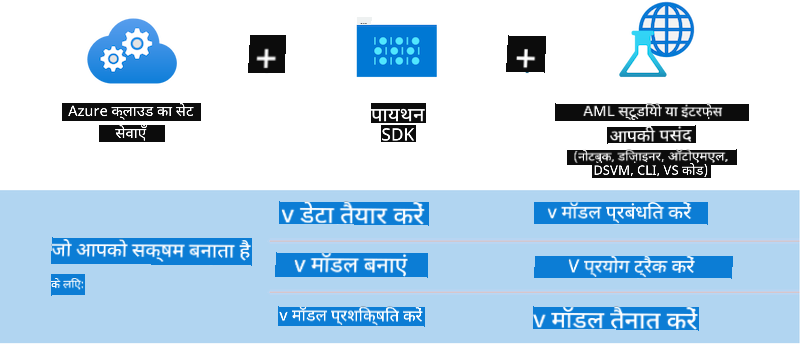 Azure क्लाउड का सेट
सेवाएँ
+
पायथन
SDK
+
AML स्टूडियो या इंटरफ़ेस
आपकी पसंद
(नोटबुक, डिज़ाइनर, ऑटोएमएल,
DSVM, CLI, VS कोड)
जो आपको सक्षम बनाता है
के लिए:
v डेटा तैयार करें
v मॉडल बनाएं
v मॉडल प्रशिक्षित करें
v मॉडल प्रबंधित करें
V प्रयोग ट्रैक करें
v मॉडल तैनात करें